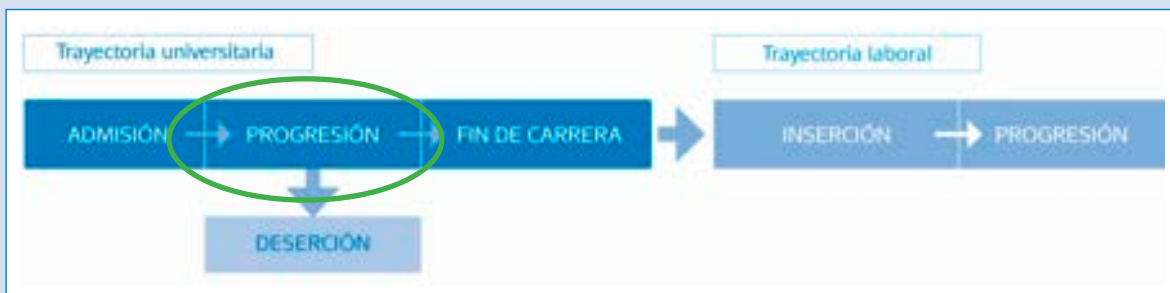 Trayectoria universitaria
Trayectoria laboral
ADMISIÓN
PROGRESIÓN
FIN DE CARRERA
INSERCIÓN
PROGRESIÓN
DESERCIÓN